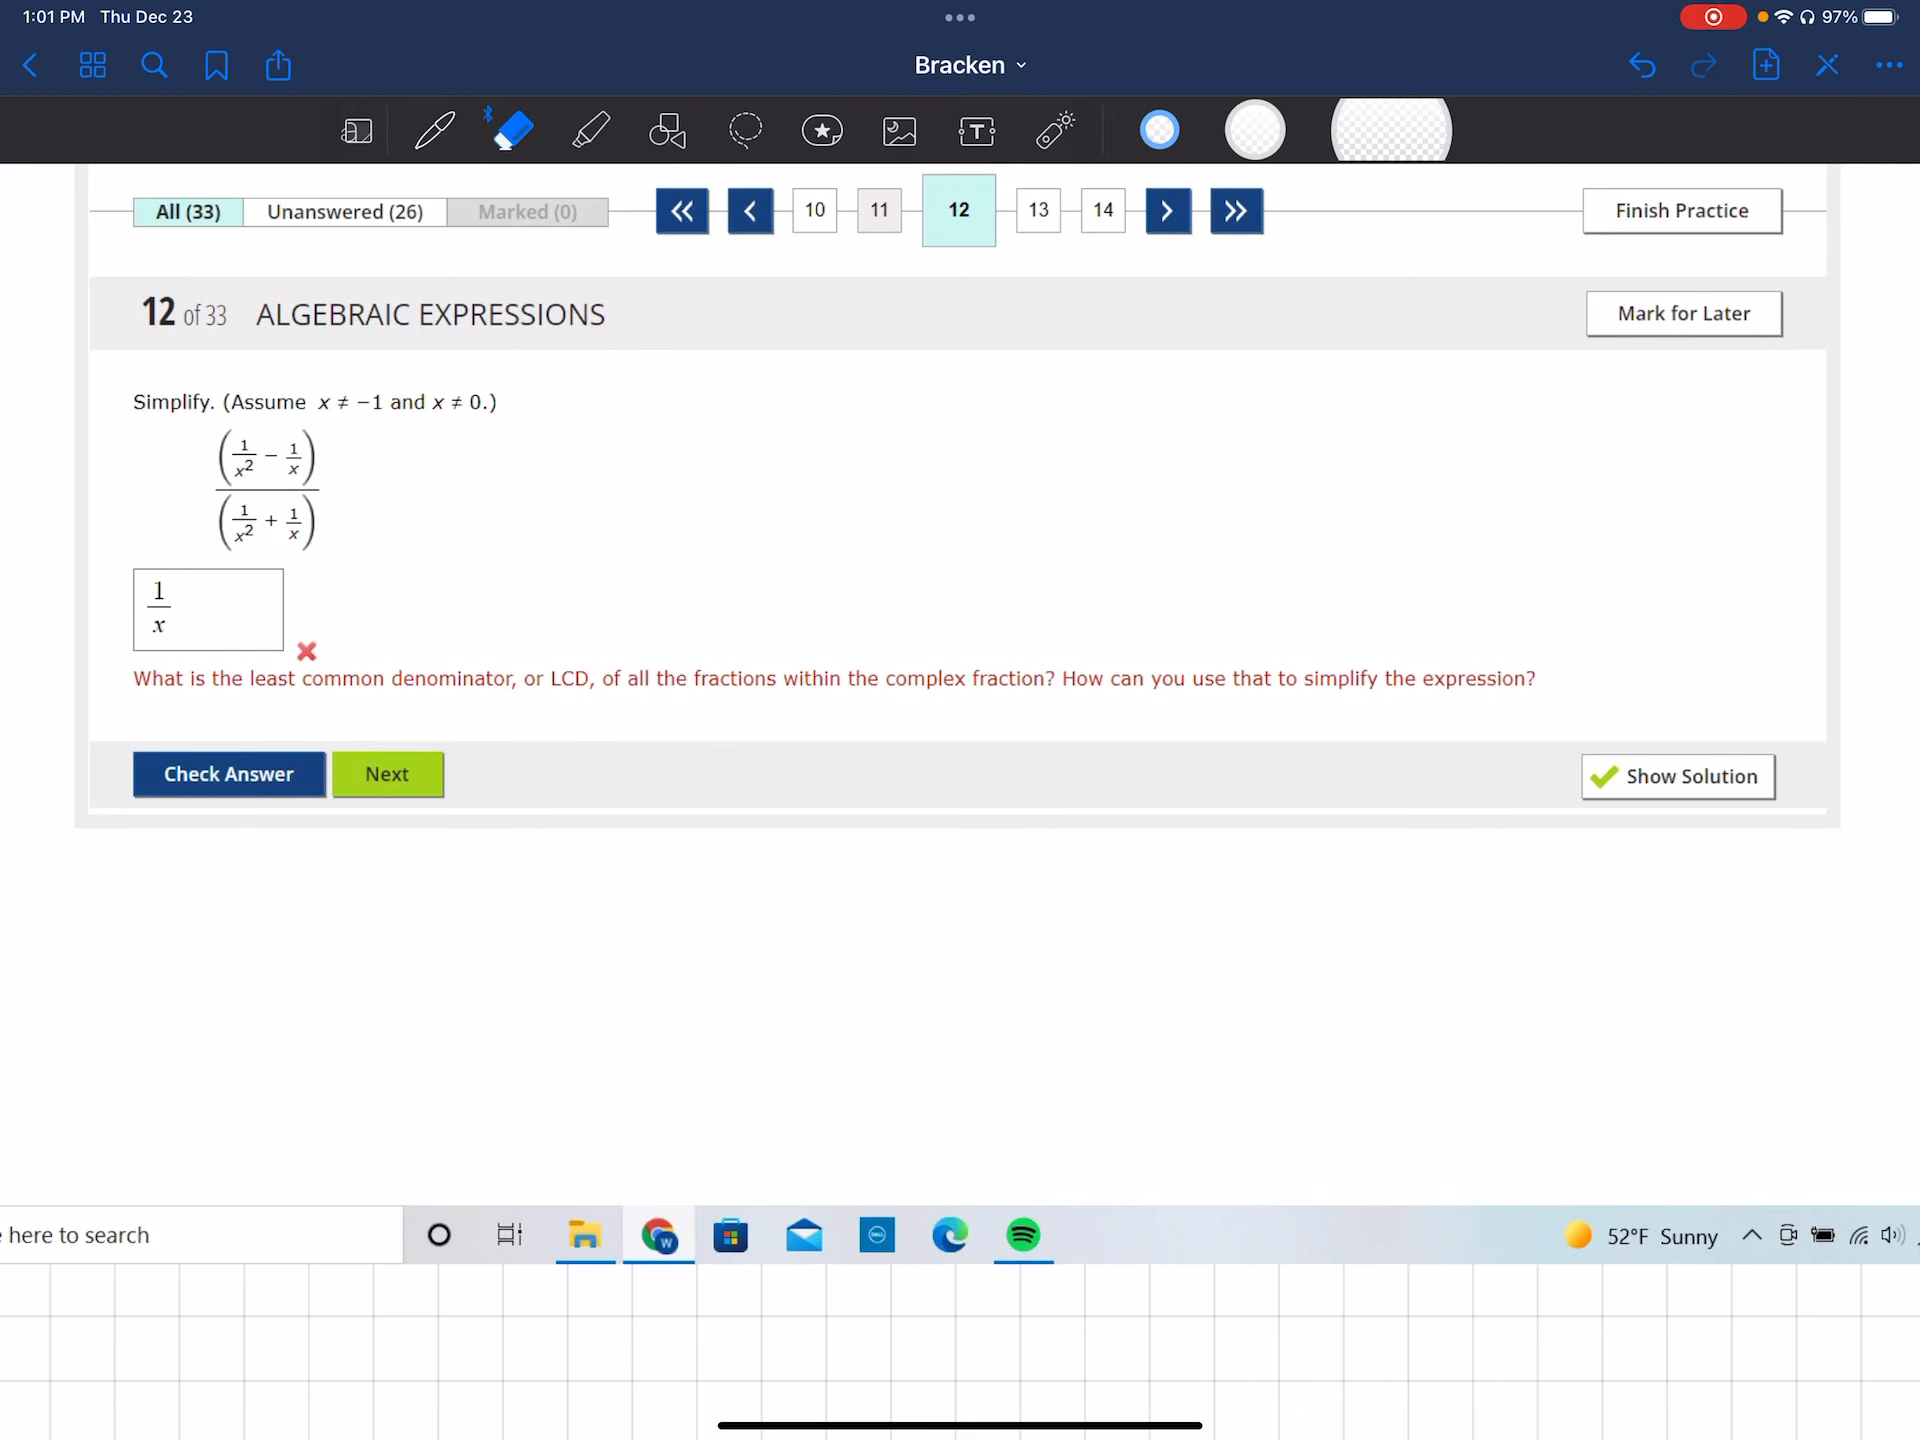 1:01 PM Thu Dec 23
97%
Bracken
T
All (33) Unanswered (26) Marked (0) 10 11 12 13 14 Finish Practice
12 of 33 ALGEBRAIC EXPRESSIONS Mark for Later
Simplify. (Assume x ≠ −1 and x ≠ 0.)
(1/x² − 1/x)
(1/x² + 1/x)
1
x
What is the least common denominator, or LCD, of all the fractions within the complex fraction? How can you use that to simplify the expression?
Check Answer Next Show Solution
here to search W DELL 52°F Sunny